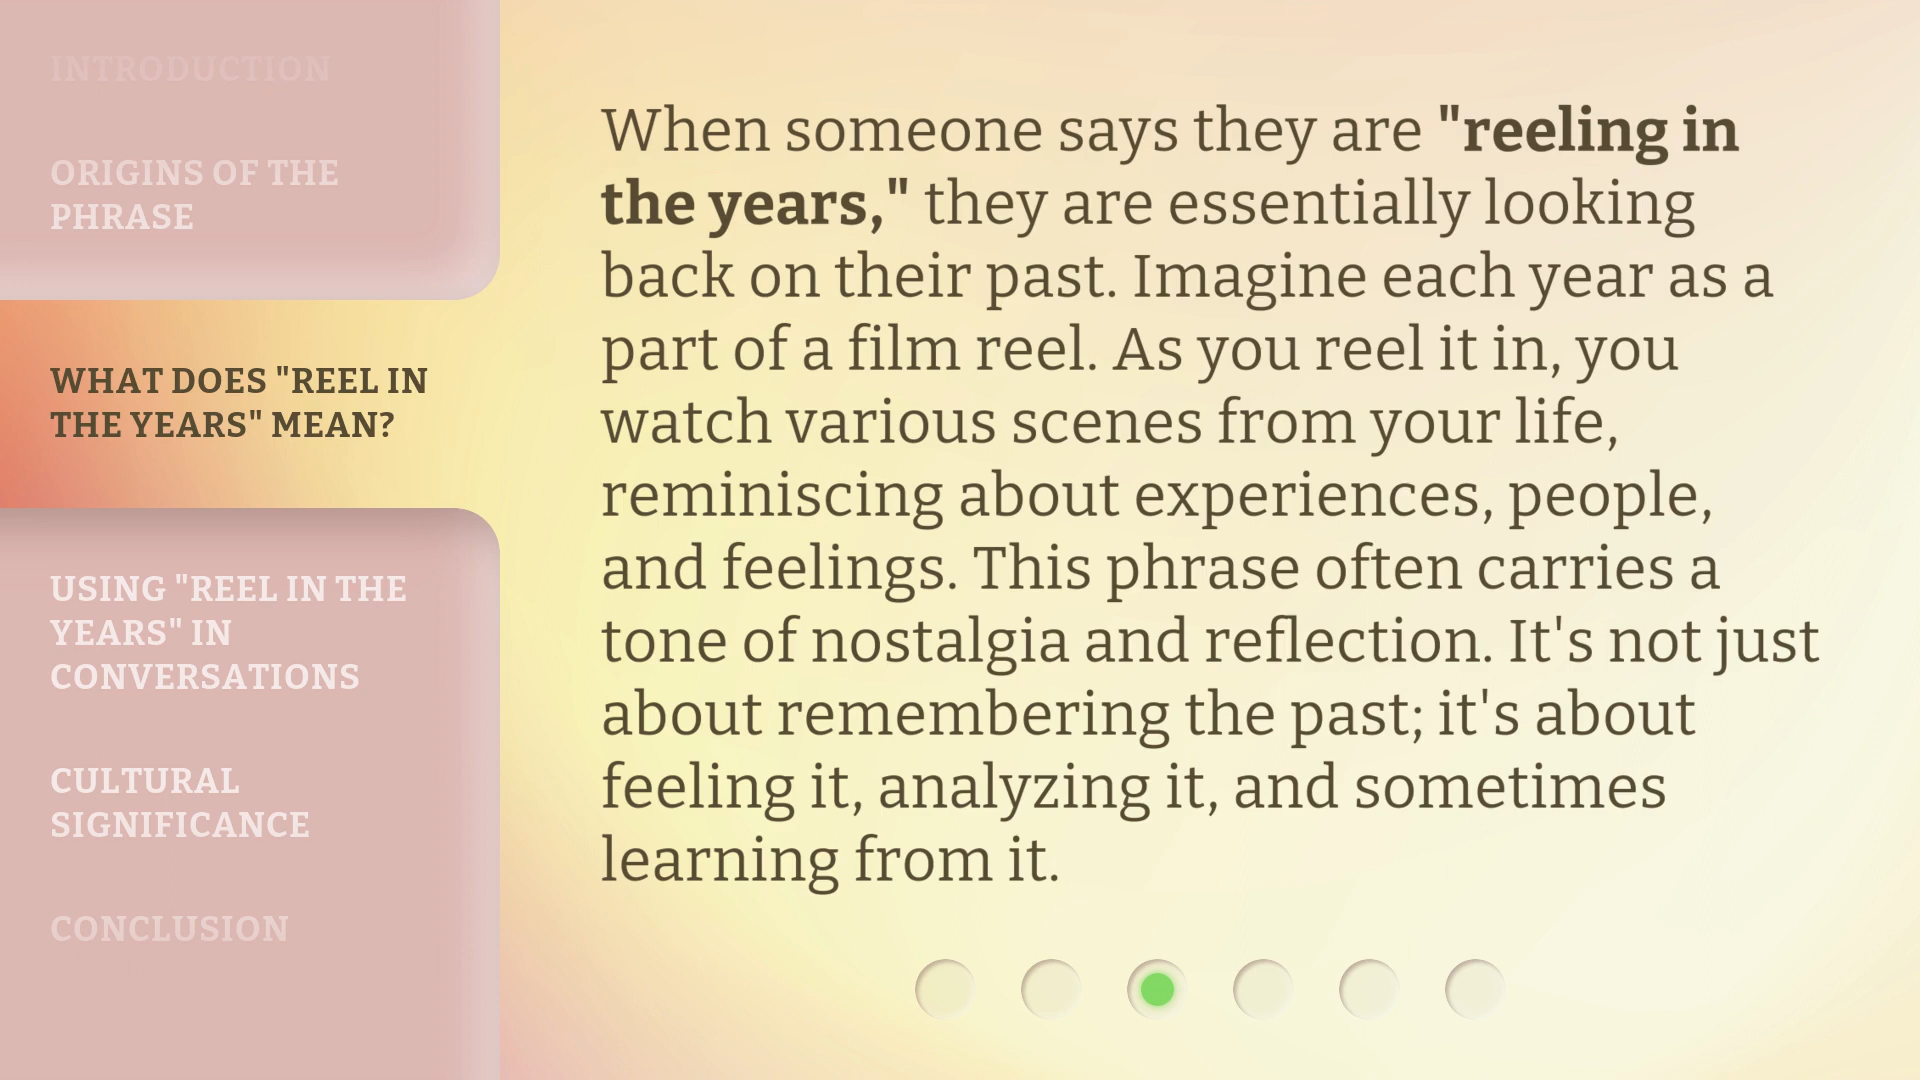 INTRODUCTION
ORIGINS OF THE
PHRASE
WHAT DOES "REEL IN
THE YEARS" MEAN?
USING "REEL IN THE
YEARS" IN
CONVERSATIONS
CULTURAL
SIGNIFICANCE
CONCLUSION
When someone says they are "reeling in
the years," they are essentially looking
back on their past. Imagine each year as a
part of a film reel. As you reel it in, you
watch various scenes from your life,
reminiscing about experiences, people,
and feelings. This phrase often carries a
tone of nostalgia and reflection. It's not just
about remembering the past; it's about
feeling it, analyzing it, and sometimes
learning from it.